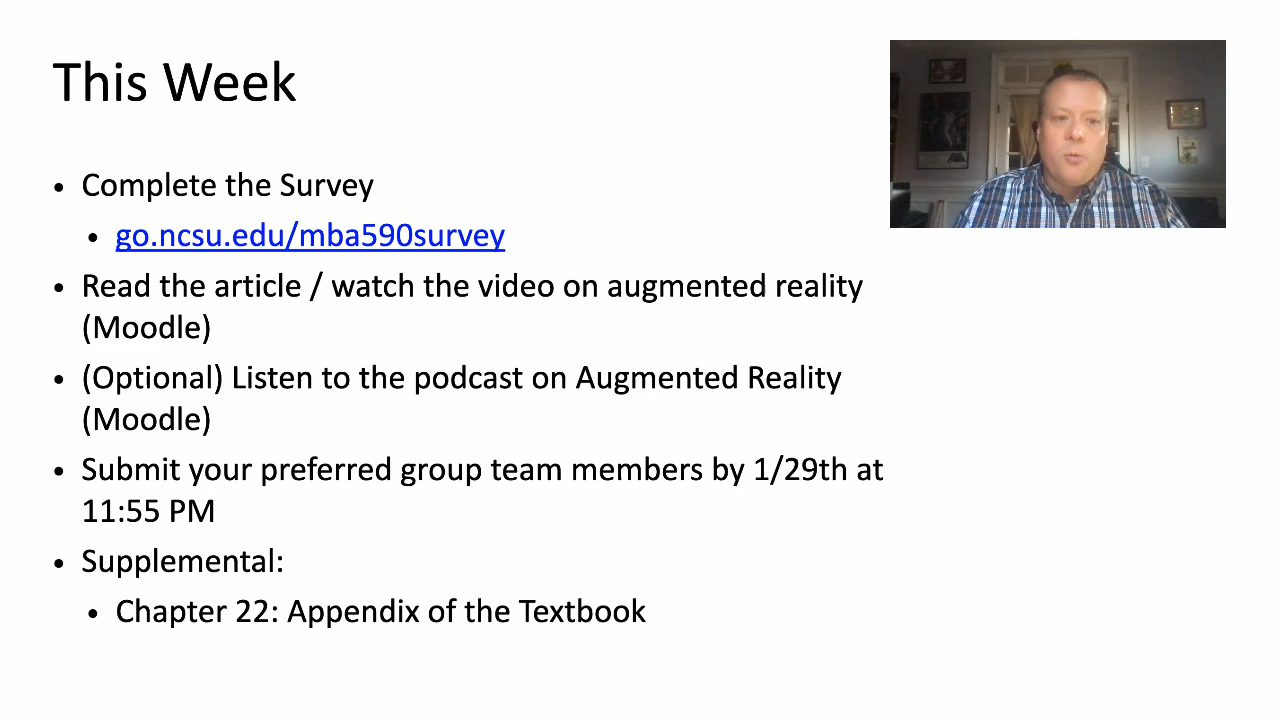 This Week
• Complete the Survey
• go.ncsu.edu/mba590survey
• Read the article / watch the video on augmented reality
(Moodle)
• (Optional) Listen to the podcast on Augmented Reality
(Moodle)
• Submit your preferred group team members by 1/29th at
11:55 PM
• Supplemental:
• Chapter 22: Appendix of the Textbook